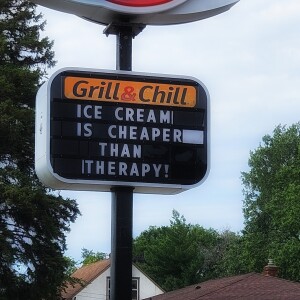 Grill & Chill
ICE CREAM
IS CHEAPER
THAN
THERAPY!